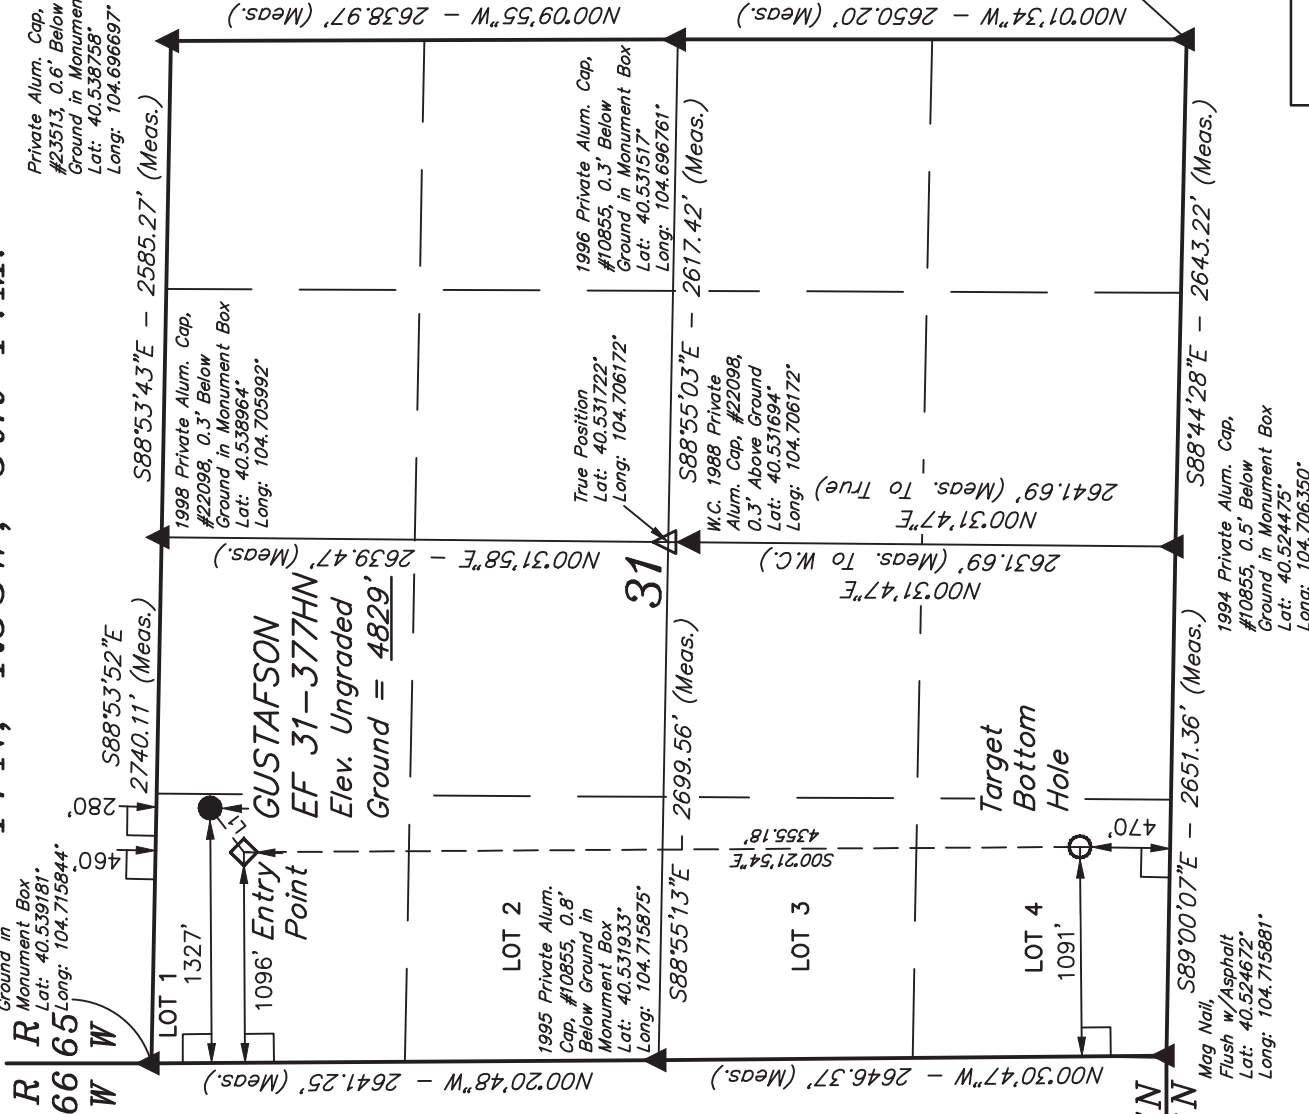 Private Alum. Cap,
#23513, 0.6' Below
Ground in Monument
Lat: 40.538758°
Long: 104.696697°
N00°09'55"W – 2638.97' (Meas.)
N00°01'34"W – 2650.20' (Meas.)
S88°53'43"E – 2585.27' (Meas.)
1996 Private Alum. Cap,
#10855, 0.3' Below
Ground in Monument Box
Lat: 40.531517°
Long: 104.696761°
S88°55'03"E – 2617.42' (Meas.)
S88°44'28"E – 2643.22' (Meas.)
1998 Private Alum. Cap,
#22098, 0.3' Below
Ground in Monument Box
Lat: 40.538964°
Long: 104.705992°
True Position
Lat: 40.531722°
Long: 104.706172°
W.C. 1988 Private
Alum. Cap, #22098,
0.3' Above Ground
Lat: 40.531694°
Long: 104.706172°
N00°31'47"E
2641.69' (Meas. To True)
1994 Private Alum. Cap,
#10855, 0.5' Below
Ground in Monument Box
Lat: 40.524475°
Long: 104.706350°
N00°31'58"E – 2639.47' (Meas.)
31
N00°31'47"E
2631.69' (Meas. To W.C.)
S88°53'52"E
2740.11' (Meas.)
GUSTAFSON
EF 31-377HN
Elev. Ungraded
Ground = 4829'
S88°55'13"E – 2699.56' (Meas.)
Target
Bottom
Hole
S89°00'07"E – 2651.36' (Meas.)
280'
460'
L1
Entry
Point
S00°21'54"E
4355.18'
470'
Ground in
Monument Box
Lat: 40.539181°
Long: 104.715844°
LOT 1
1327'
1096'
LOT 2
1995 Private Alum.
Cap, #10855, 0.8'
Below Ground in
Monument Box
Lat: 40.531933°
Long: 104.715875°
LOT 3
LOT 4
1091'
Mag Nail,
Flush w/Asphalt
Lat: 40.524672°
Long: 104.715881°
R R
66 65
W W
N00°20'48"W – 2641.25' (Meas.)
N00°30'47"W – 2646.37' (Meas.)
N
N